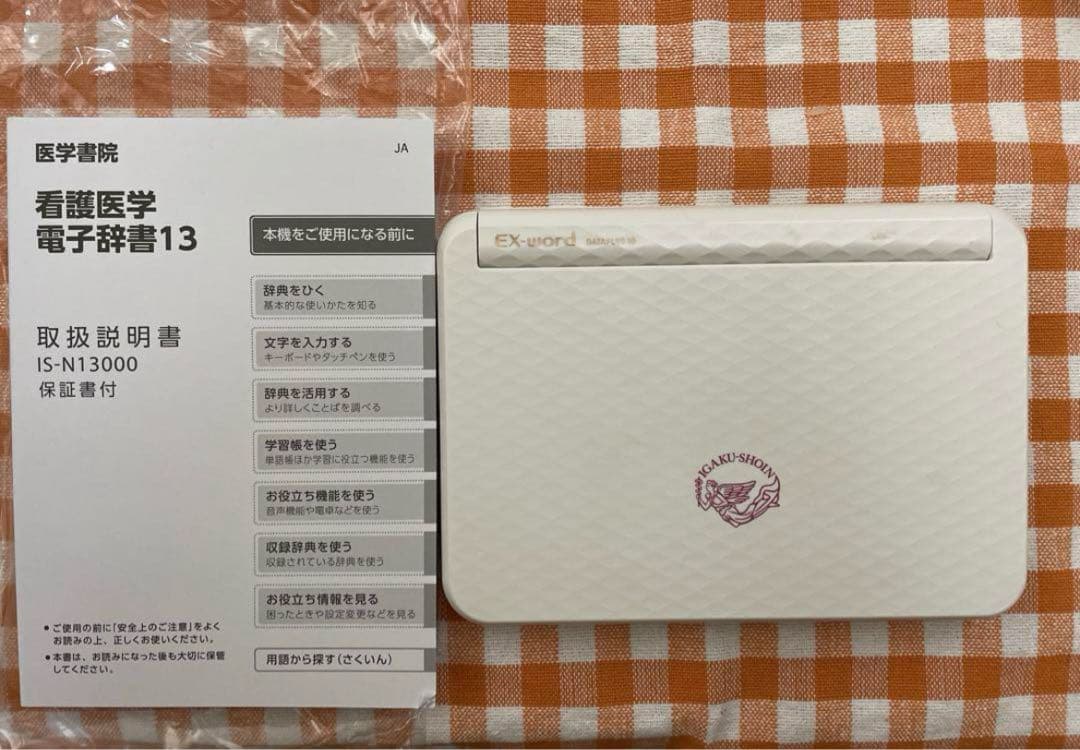 医学書院
JA
看護医学
電子辞書13
取扱説明書
IS-N13000
保証書付
本機をご使用になる前に
辞典をひく
基本的な使いかたを知る
文字を入力する
キーボードやタッチペンを使う
辞典を活用する
より詳しくことばを調べる
学習帳を使う
単語帳ほか学習に役立つ機能を使う
お役立ち機能を使う
音声機能や電卓などを使う
収録辞典を使う
収録されている辞典を使う
お役立ち情報を見る
困ったときや設定変更などを見る
用語から探す(さくいん)
●ご使用の前に「安全上のご注意」をよく
お読みの上、正しくお使いください。
●本書は、お読みになった後も大切に保管
してください。
EX-word
IGAKU-SHOIN